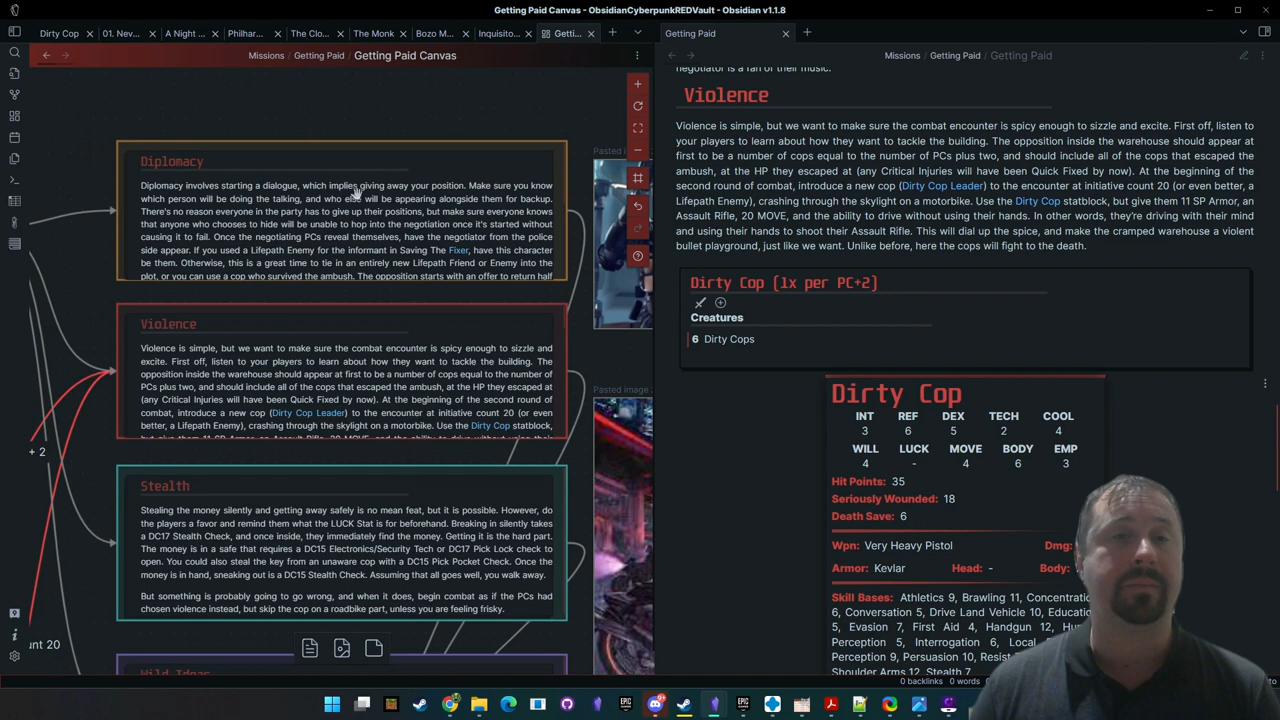 Getting Paid Canvas - ObsidianCyberpunkREDVault - Obsidian v1.1.8
Dirty Cop
01. Nev...
A Night ...
Philhar...
The Clo...
The Monk
Bozo M...
Inquisito...
Getti...
Getting Paid
Missions / Getting Paid / Getting Paid Canvas
Missions / Getting Paid / Getting Paid
Diplomacy
Diplomacy involves starting a dialogue, which implies giving away your position. Make sure you know
which person will be doing the talking, and who else will be appearing alongside them for backup.
There's no reason everyone in the party has to give up their positions, but make sure everyone knows
that anyone who chooses to hide will be unable to hop into the negotiation once it's started without
causing it to fail. Once the negotiating PCs reveal themselves, have the negotiator from the police
side appear. If you used a Lifepath Enemy for the informant in Saving The Fixer, have this character
be them. Otherwise, this is a great time to tie in an entirely new Lifepath Friend or Enemy into the
plot, or you can use a cop who survived the ambush. The opposition starts with an offer to return half
Violence
Violence is simple, but we want to make sure the combat encounter is spicy enough to sizzle and
excite. First off, listen to your players to learn about how they want to tackle the building. The
opposition inside the warehouse should appear at first to be a number of cops equal to the number of
PCs plus two, and should include all of the cops that escaped the ambush, at the HP they escaped at
(any Critical Injuries will have been Quick Fixed by now). At the beginning of the second round of
combat, introduce a new cop (Dirty Cop Leader) to the encounter at initiative count 20 (or even
better, a Lifepath Enemy), crashing through the skylight on a motorbike. Use the Dirty Cop statblock,
but give them 11 SP Armor, an Assault Rifle, 20 MOVE, and the ability to drive without using their
+ 2
Stealth
Stealing the money silently and getting away safely is no mean feat, but it is possible. However, do
the players a favor and remind them what the LUCK Stat is for beforehand. Breaking in silently takes
a DC17 Stealth Check, and once inside, they immediately find the money. Getting it is the hard part.
The money is in a safe that requires a DC15 Electronics/Security Tech or DC17 Pick Lock check to
open. You could also steal the key from an unaware cop with a DC15 Pick Pocket Check. Once the
money is in hand, sneaking out is a DC15 Stealth Check. Assuming that all goes well, you walk away.
But something is probably going to go wrong, and when it does, begin combat as if the PCs had
chosen violence instead, but skip the cop on a roadbike part, unless you are feeling frisky.
unt 20
Wild Ideas
Pasted i
Pasted image
negotiator is a fan of their music.
Violence
Violence is simple, but we want to make sure the combat encounter is spicy enough to sizzle and excite. First off, listen to
your players to learn about how they want to tackle the building. The opposition inside the warehouse should appear at
first to be a number of cops equal to the number of PCs plus two, and should include all of the cops that escaped the
ambush, at the HP they escaped at (any Critical Injuries will have been Quick Fixed by now). At the beginning of the
second round of combat, introduce a new cop (Dirty Cop Leader) to the encounter at initiative count 20 (or even better, a
Lifepath Enemy), crashing through the skylight on a motorbike. Use the Dirty Cop statblock, but give them 11 SP Armor, an
Assault Rifle, 20 MOVE, and the ability to drive without using their hands. In other words, they're driving with their mind
and using their hands to shoot their Assault Rifle. This will dial up the spice, and make the cramped warehouse a violent
bullet playground, just like we want. Unlike before, here the cops will fight to the death.
Dirty Cop (1x per PC+2)
Creatures
6 Dirty Cops
Dirty Cop
INT REF DEX TECH COOL
3 6 5 2 4
WILL LUCK MOVE BODY EMP
4 - 4 6 3
Hit Points: 35
Seriously Wounded: 18
Death Save: 6
Wpn: Very Heavy Pistol Dmg:
Armor: Kevlar Head: - Body:
Skill Bases: Athletics 9, Brawling 11, Concentratio
6, Conversation 5, Drive Land Vehicle 10, Educatio
5, Evasion 7, First Aid 4, Handgun 12, Hu
Perception 5, Interrogation 6, Local
Perception 9, Persuasion 10, Resist
Shoulder Arms 12, Stealth 7
0 backlinks 0 words